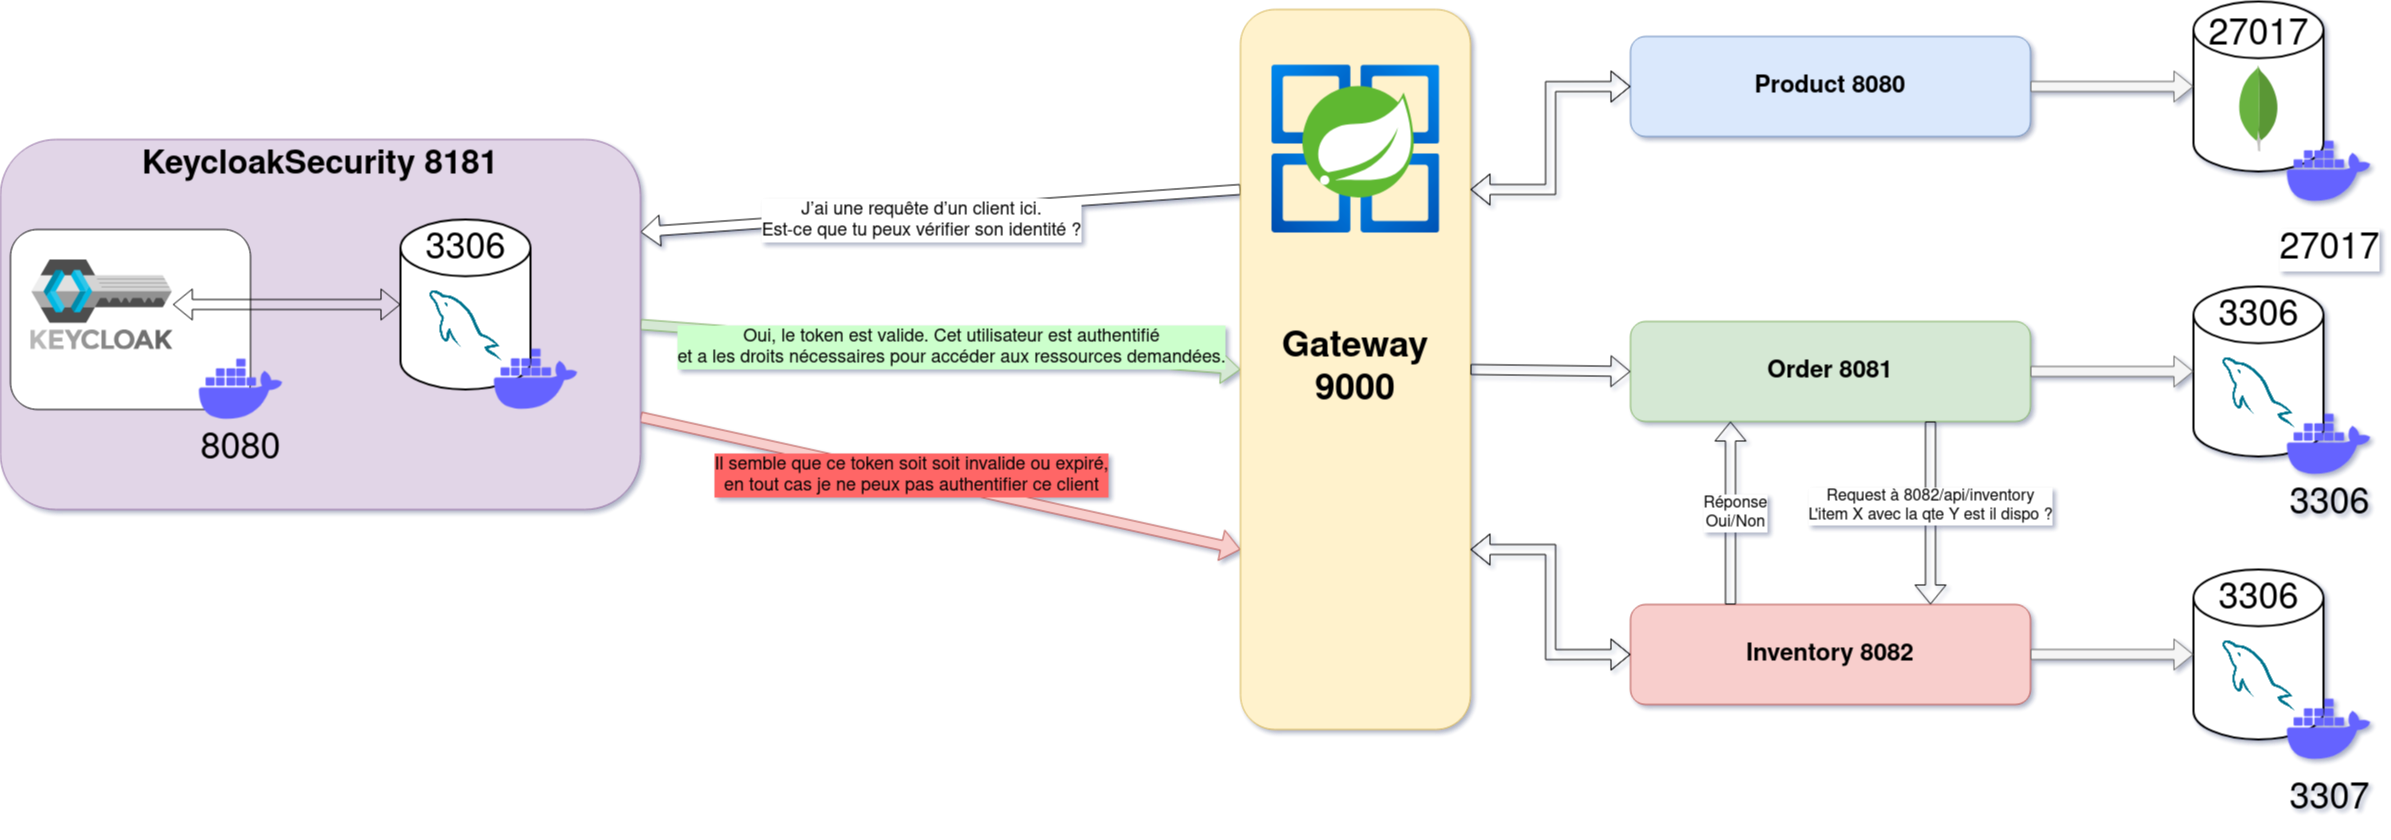 KeycloakSecurity 8181
KEYCLOAK
3306
8080
J'ai une requête d'un client ici.
Est-ce que tu peux vérifier son identité ?
Oui, le token est valide. Cet utilisateur est authentifié
et a les droits nécessaires pour accéder aux ressources demandées.
Il semble que ce token soit soit invalide ou expiré,
en tout cas je ne peux pas authentifier ce client
Gateway
9000
Product 8080
27017
27017
Order 8081
3306
3306
Réponse
Oui/Non
Request à 8082/api/inventory
L'item X avec la qte Y est il dispo ?
Inventory 8082
3306
3307